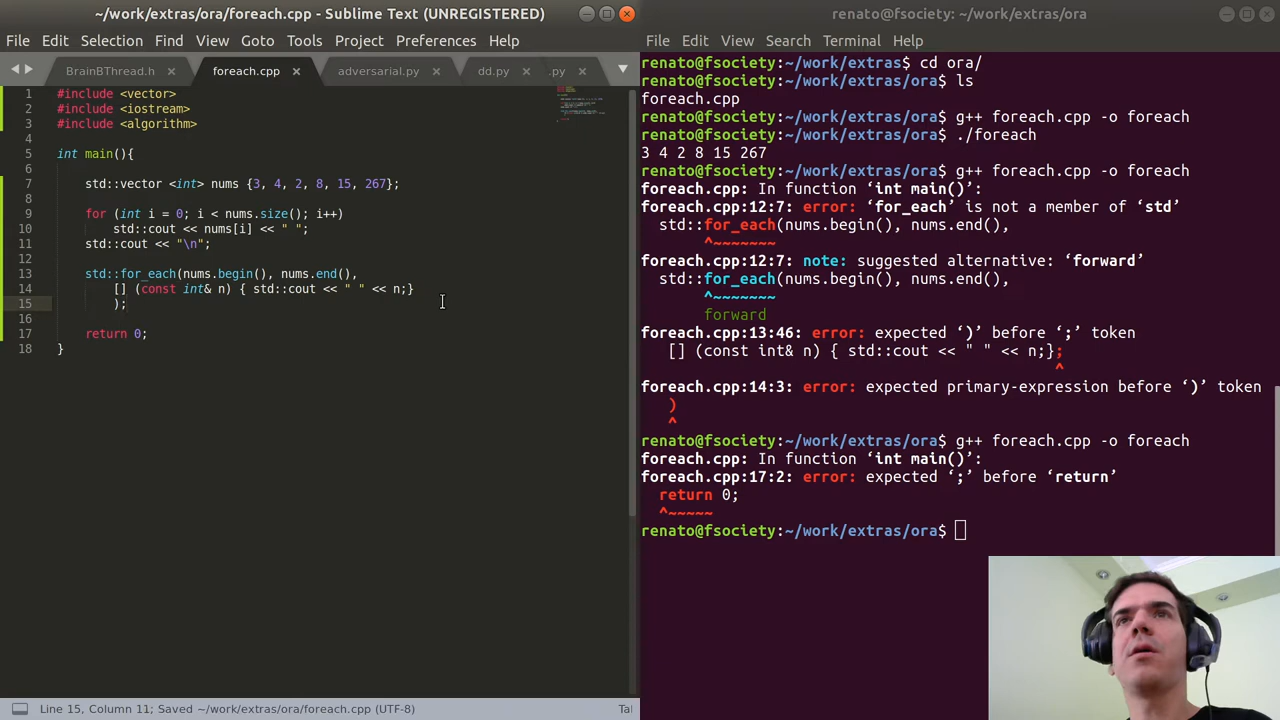 ~/work/extras/ora/foreach.cpp - Sublime Text (UNREGISTERED)
File Edit Selection Find View Goto Tools Project Preferences Help
BrainBThread.h foreach.cpp adversarial.py dd.py .py
1 #include <vector>
2 #include <iostream>
3 #include <algorithm>
4
5 int main(){
6
7 std::vector <int> nums {3, 4, 2, 8, 15, 267};
8
9 for (int i = 0; i < nums.size(); i++)
10 std::cout << nums[i] << " ";
11 std::cout << "\n";
12
13 std::for_each(nums.begin(), nums.end(),
14 [] (const int& n) { std::cout << " " << n;}
15 );
16
17 return 0;
18 }
Line 15, Column 11; Saved ~/work/extras/ora/foreach.cpp (UTF-8) Tal
renato@fsociety: ~/work/extras/ora
File Edit View Search Terminal Help
renato@fsociety:~/work/extras$ cd ora/
renato@fsociety:~/work/extras/ora$ ls
foreach.cpp
renato@fsociety:~/work/extras/ora$ g++ foreach.cpp -o foreach
renato@fsociety:~/work/extras/ora$ ./foreach
3 4 2 8 15 267
renato@fsociety:~/work/extras/ora$ g++ foreach.cpp -o foreach
foreach.cpp: In function ‘int main()’:
foreach.cpp:12:7: error: ‘for_each’ is not a member of ‘std’
std::for_each(nums.begin(), nums.end(),
^~~~~~~~
foreach.cpp:12:7: note: suggested alternative: ‘forward’
std::for_each(nums.begin(), nums.end(),
^~~~~~~~
forward
foreach.cpp:13:46: error: expected ‘)’ before ‘;’ token
[] (const int& n) { std::cout << " " << n;};
^
foreach.cpp:14:3: error: expected primary-expression before ‘)’ token
)
^
renato@fsociety:~/work/extras/ora$ g++ foreach.cpp -o foreach
foreach.cpp: In function ‘int main()’:
foreach.cpp:17:2: error: expected ‘;’ before ‘return’
return 0;
^~~~~~
renato@fsociety:~/work/extras/ora$